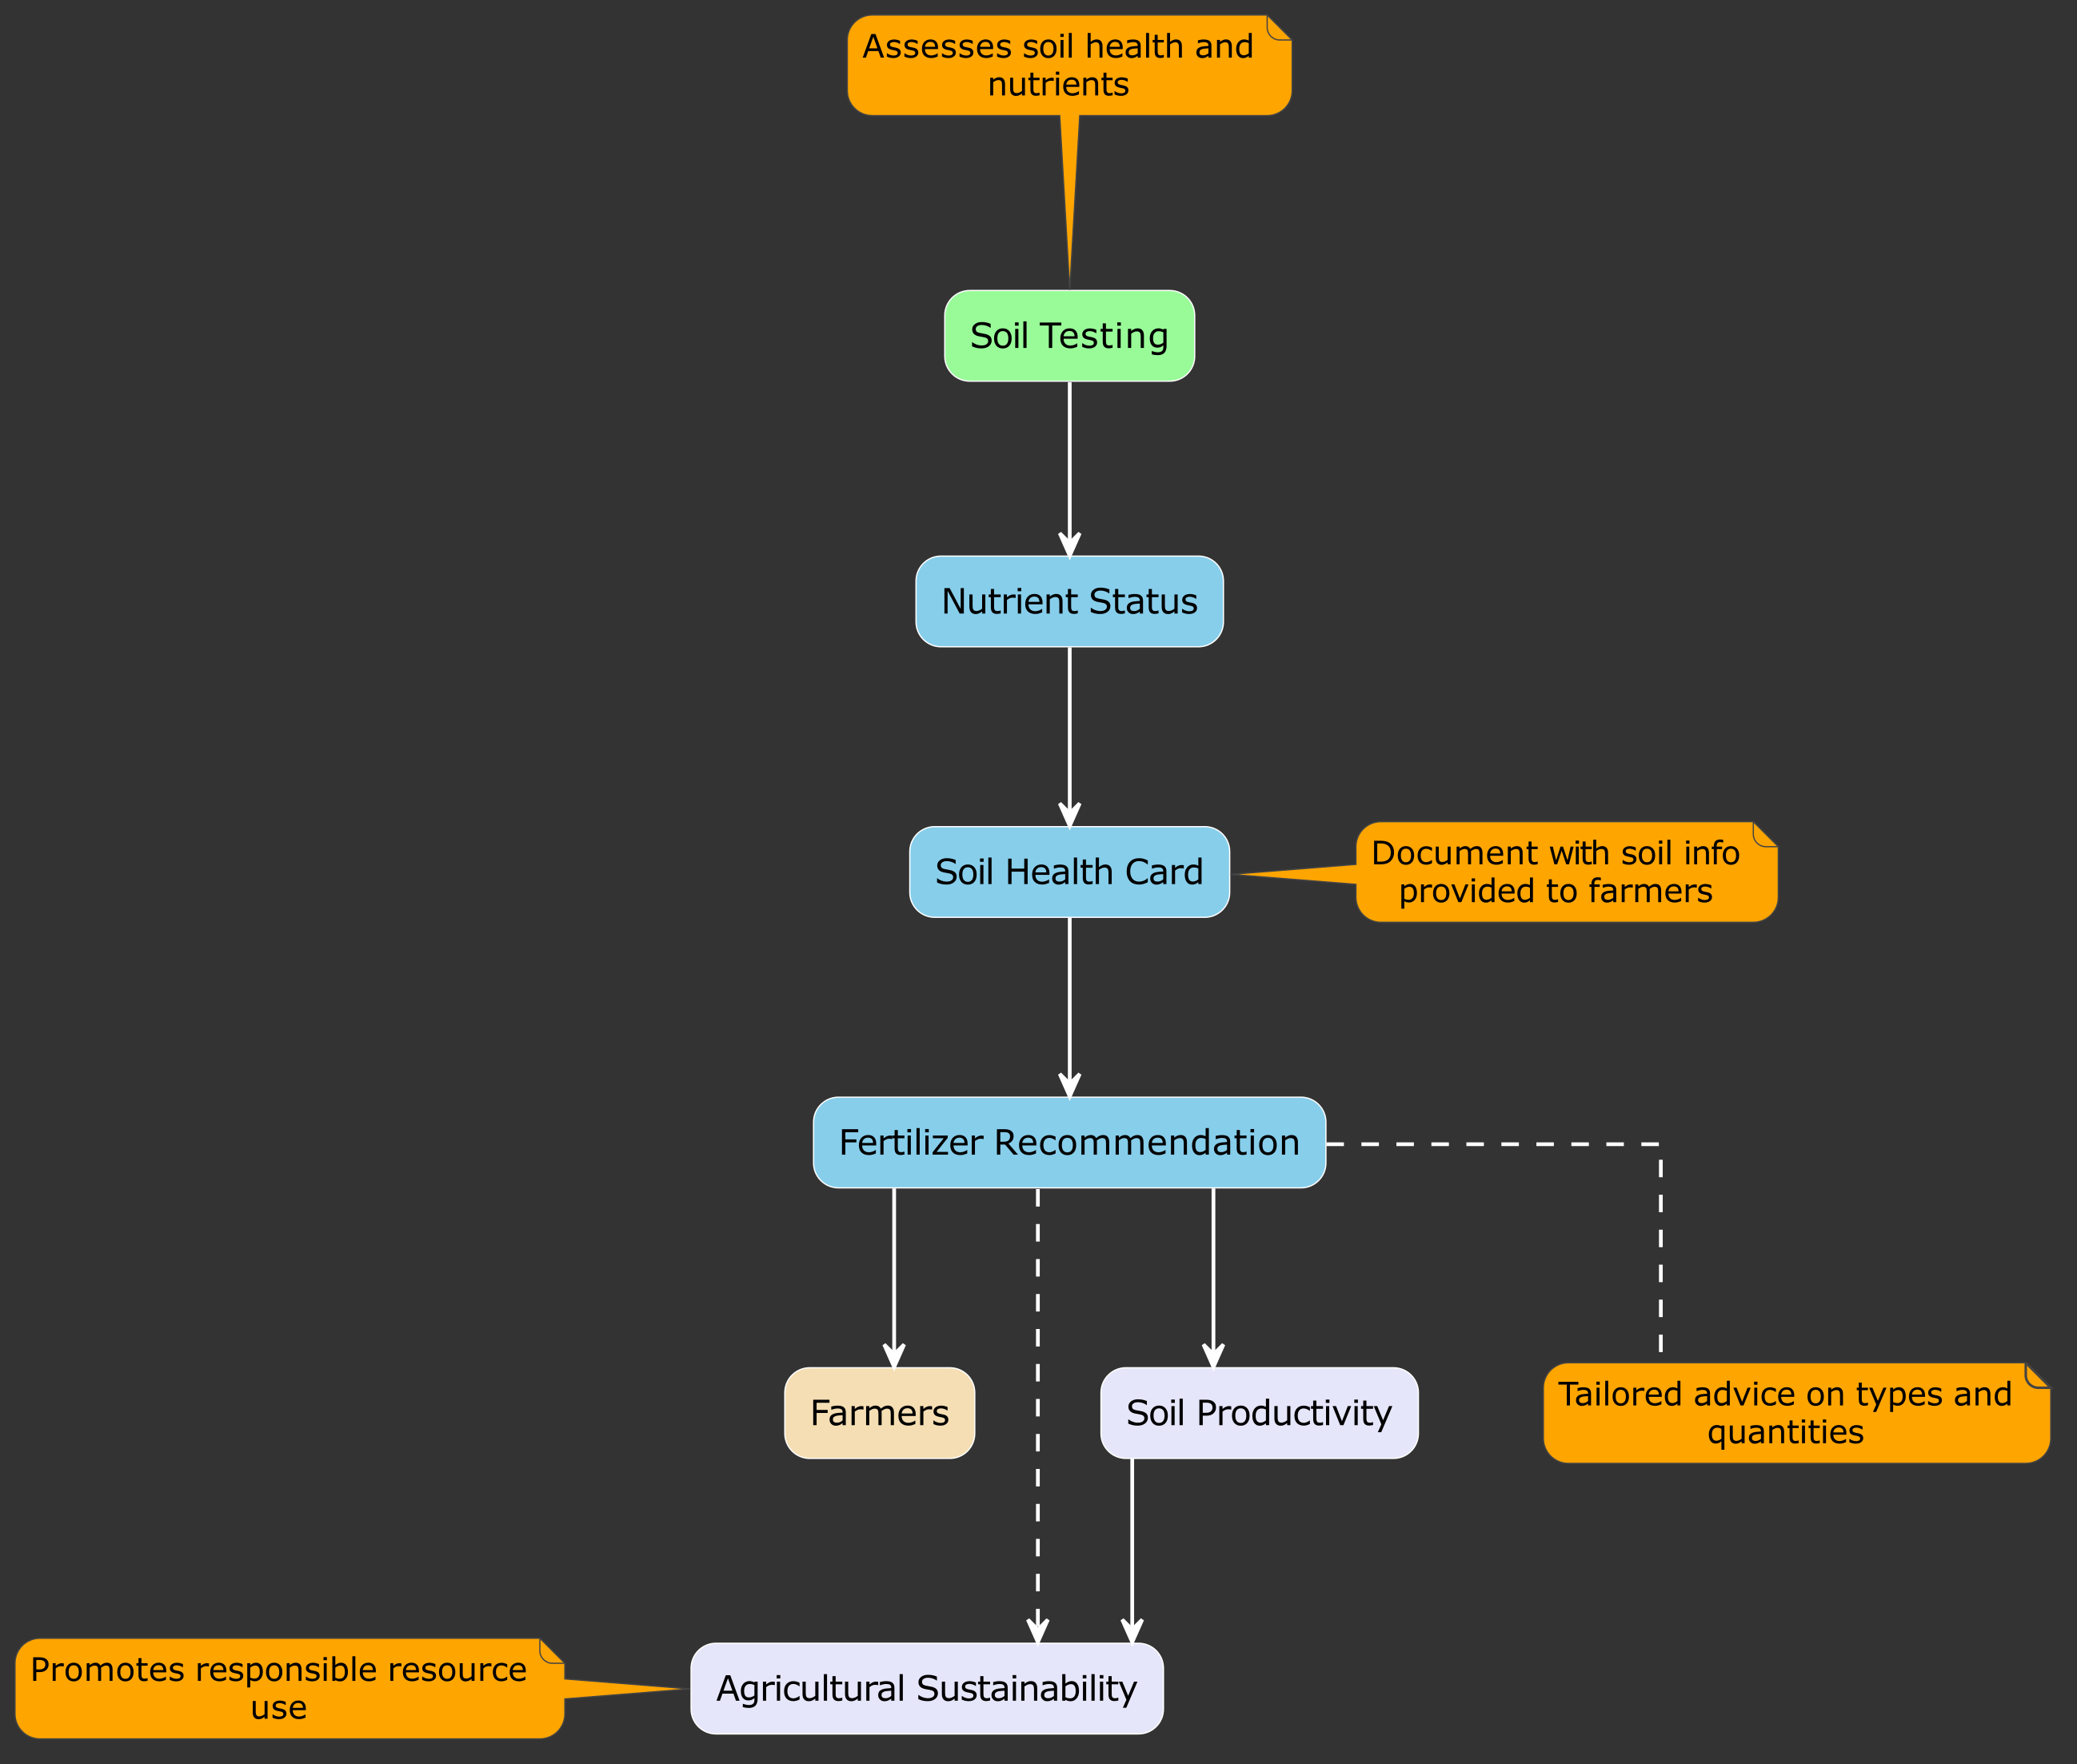 Assesses soil health and
nutrients
Soil Testing
Nutrient Status
Soil Health Card
Document with soil info
provided to farmers
Fertilizer Recommendation
Farmers
Soil Productivity
Tailored advice on types and
quantities
Promotes responsible resource
use
Agricultural Sustainability